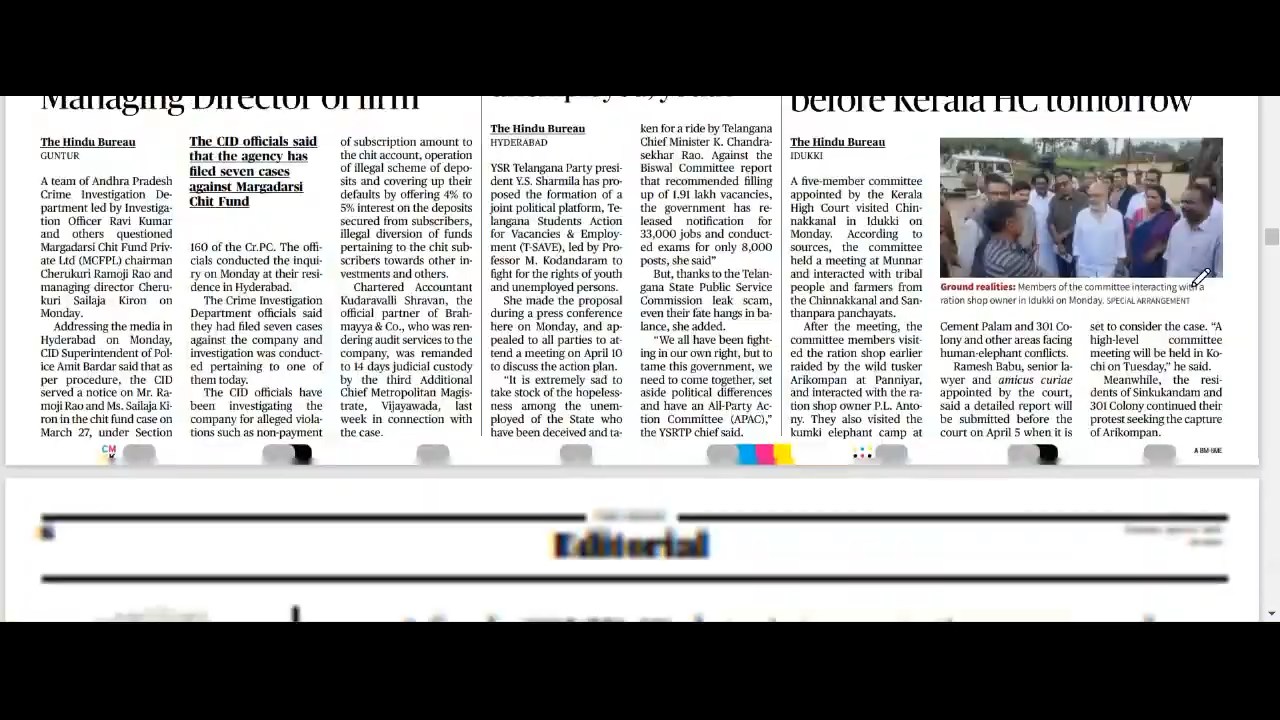 Managing Director of firm
The Hindu Bureau
GUNTUR
A team of Andhra Pradesh
Crime Investigation De-
partment led by Investiga-
tion Officer Ravi Kumar
and others questioned
Margadarsi Chit Fund Priv-
ate Ltd (MCFPL) chairman
Cherukuri Ramoji Rao and
managing director Cheru-
kuri Sailaja Kiron on
Monday.
Addressing the media in
Hyderabad on Monday,
CID Superintendent of Pol-
ice Amit Bardar said that as
per procedure, the CID
served a notice on Mr. Ra-
moji Rao and Ms. Sailaja Ki-
ron in the chit fund case on
March 27, under Section
The CID officials said
that the agency has
filed seven cases
against Margadarsi
Chit Fund
160 of the Cr.PC. The offi-
cials conducted the inqui-
ry on Monday at their resi-
dence in Hyderabad.
The Crime Investigation
Department officials said
they had filed seven cases
against the company and
investigation was conduct-
ed pertaining to one of
them today.
The CID officials have
been investigating the
company for alleged viola-
tions such as non-payment
of subscription amount to
the chit account, operation
of illegal scheme of depo-
sits and covering up their
defaults by offering 4% to
5% interest on the deposits
secured from subscribers,
illegal diversion of funds
pertaining to the chit sub-
scribers towards other in-
vestments and others.
Chartered Accountant
Kudaravalli Shravan, the
official partner of Brah-
mayya & Co., who was ren-
dering audit services to the
company, was remanded
to 14 days judicial custody
by the third Additional
Chief Metropolitan Magis-
trate, Vijayawada, last
week in connection with
the case.
The Hindu Bureau
HYDERABAD
YSR Telangana Party presi-
dent Y.S. Sharmila has pro-
posed the formation of a
joint political platform, Te-
langana Students Action
for Vacancies & Employ-
ment (T-SAVE), led by Pro-
fessor M. Kodandaram to
fight for the rights of youth
and unemployed persons.
She made the proposal
during a press conference
here on Monday, and ap-
pealed to all parties to at-
tend a meeting on April 10
to discuss the action plan.
"It is extremely sad to
take stock of the hopeless-
ness among the unem-
ployed of the State who
have been deceived and ta-
ken for a ride by Telangana
Chief Minister K. Chandra-
sekhar Rao. Against the
Biswal Committee report
that recommended filling
up of 1.91 lakh vacancies,
the government has re-
leased notification for
33,000 jobs and conduct-
ed exams for only 8,000
posts, she said"
But, thanks to the Telan-
gana State Public Service
Commission leak scam,
even their fate hangs in ba-
lance, she added.
"We all have been fight-
ing in our own right, but to
tame this government, we
need to come together, set
aside political differences
and have an All-Party Ac-
tion Committee (APAC),"
the YSRTP chief said.
before Kerala HC tomorrow
The Hindu Bureau
IDUKKI
A five-member committee
appointed by the Kerala
High Court visited Chin-
nakkanal in Idukki on
Monday. According to
sources, the committee
held a meeting at Munnar
and interacted with tribal
people and farmers from
the Chinnakkanal and San-
thanpara panchayats.
After the meeting, the
committee members visit-
ed the ration shop earlier
raided by the wild tusker
Arikompan at Panniyar,
and interacted with the ra-
tion shop owner P.L. Anto-
ny. They also visited the
kumki elephant camp at
Ground realities: Members of the committee interacting with a
ration shop owner in Idukki on Monday. SPECIAL ARRANGEMENT
Cement Palam and 301 Co-
lony and other areas facing
human-elephant conflicts.
Ramesh Babu, senior la-
wyer and amicus curiae
appointed by the court,
said a detailed report will
be submitted before the
court on April 5 when it is
set to consider the case. "A
high-level committee
meeting will be held in Ko-
chi on Tuesday," he said.
Meanwhile, the resi-
dents of Sinkukandam and
301 Colony continued their
protest seeking the capture
of Arikompan.
CM
Editorial